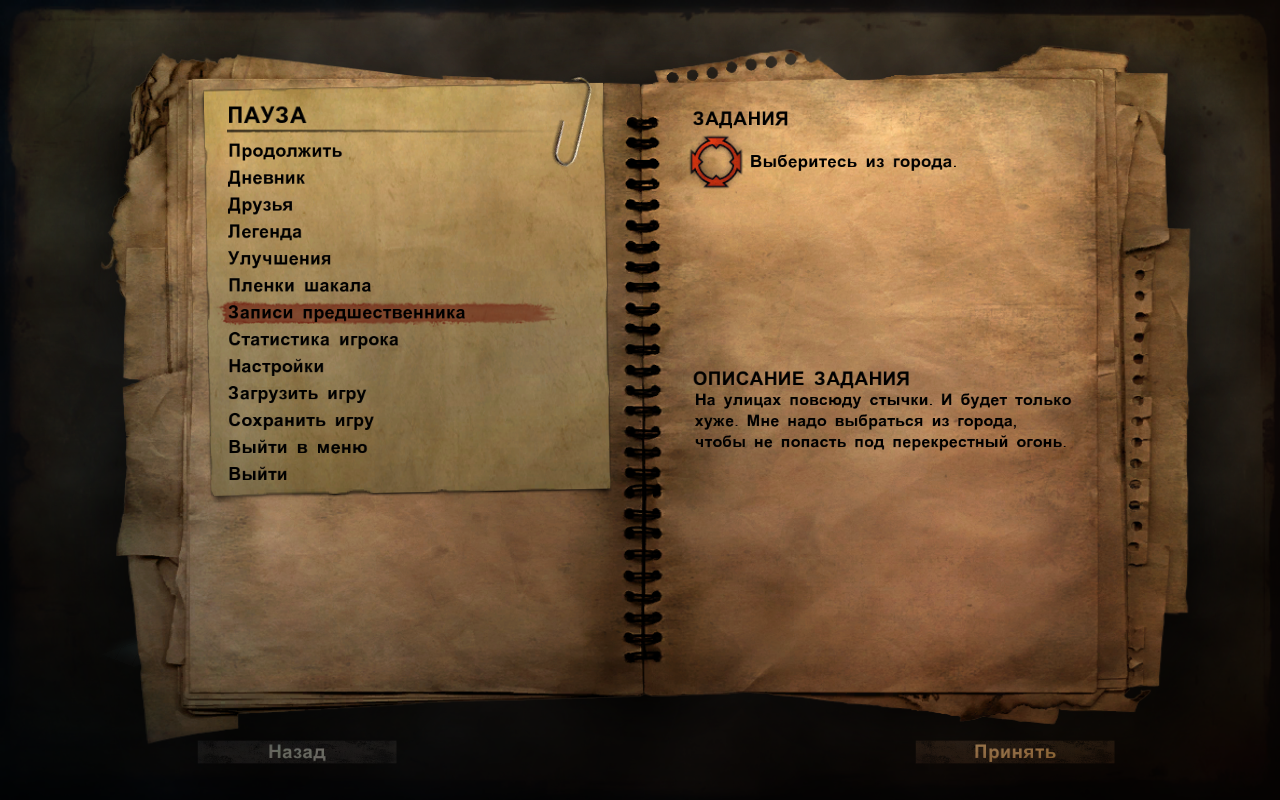 ПАУЗА
Продолжить
Дневник
Друзья
Легенда
Улучшения
Пленки шакала
Записи предшественника
Статистика игрока
Настройки
Загрузить игру
Сохранить игру
Выйти в меню
Выйти
ЗАДАНИЯ
Выберитесь из города.
ОПИСАНИЕ ЗАДАНИЯ
На улицах повсюду стычки. И будет только
хуже. Мне надо выбраться из города,
чтобы не попасть под перекрестный огонь.
Назад
Принять